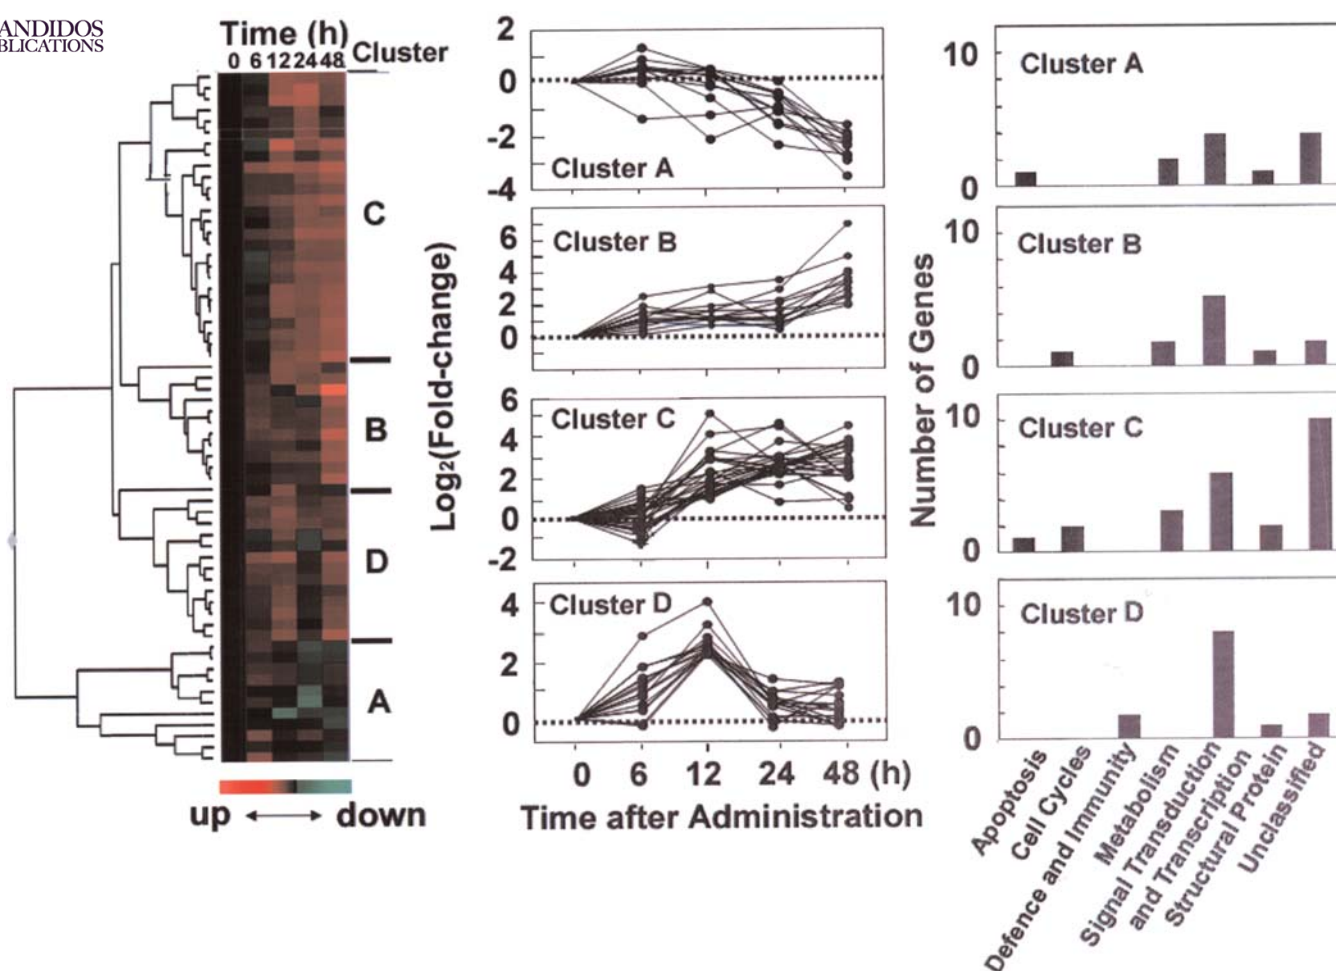 ANDIDOS
BLICATIONS
Time (h)
0 6 12 24 48
Cluster
C
B
D
A
up
down
Log2(Fold-change)
2
0
-2
-4
Cluster A
6
4
2
0
Cluster B
6
4
2
0
-2
Cluster C
4
2
0
Cluster D
0 6 12 24 48 (h)
Time after Administration
Number of Genes
10
0
Cluster A
10
0
Cluster B
10
0
Cluster C
10
0
Cluster D
Apoptosis
Cell Cycles
Defence and Immunity
Metabolism
Signal Transduction
and Transcription
Structural Protein
Unclassified